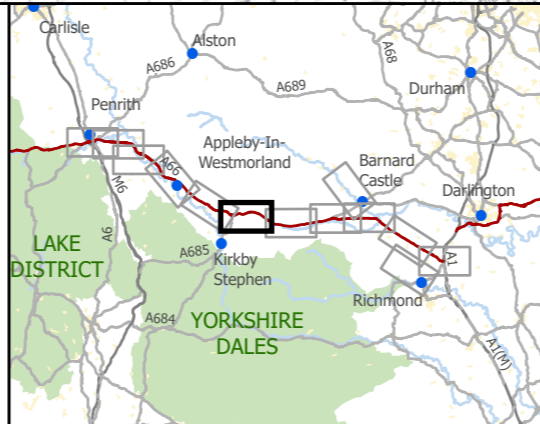 Carlisle
Alston
A68
A686
A689
Durham
Penrith
Appleby-In-
Westmorland
Barnard
Castle
A66
Darlington
M6
LAKE
DISTRICT
A6
A685
Kirkby
Stephen
A1
Richmond
A684
YORKSHIRE
DALES
A1(M)